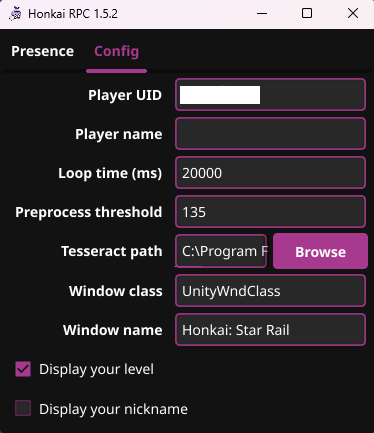 Honkai RPC 1.5.2
Presence Config
Player UID
Player name
Loop time (ms) 20000
Preprocess threshold 135
Tesseract path C:\Program F Browse
Window class UnityWndClass
Window name Honkai: Star Rail
Display your level
Display your nickname